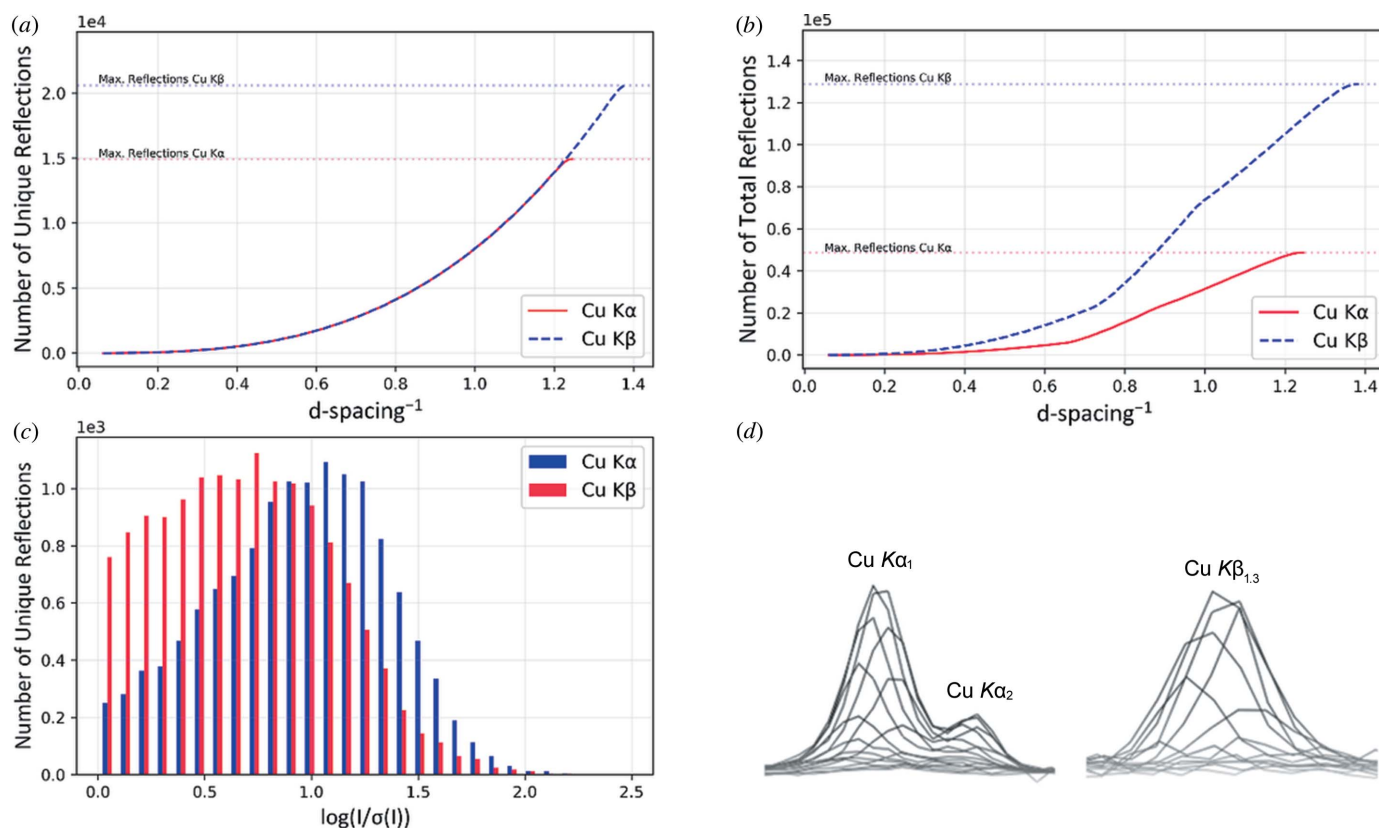 (a)
1e4
Number of Unique Reflections
2.0
1.5
1.0
0.5
0.0
Max. Reflections Cu Kβ
Max. Reflections Cu Kα
Cu Kα
Cu Kβ
0.0 0.2 0.4 0.6 0.8 1.0 1.2 1.4
d-spacing⁻¹
(b)
1e5
Number of Total Reflections
1.4
1.2
1.0
0.8
0.6
0.4
0.2
0.0
Max. Reflections Cu Kβ
Max. Reflections Cu Kα
Cu Kα
Cu Kβ
0.0 0.2 0.4 0.6 0.8 1.0 1.2 1.4
d-spacing⁻¹
(c)
1e3
Number of Unique Reflections
1.0
0.8
0.6
0.4
0.2
0.0
Cu Kα
Cu Kβ
0.0 0.5 1.0 1.5 2.0 2.5
log(I/σ(I))
(d)
Cu Kα₁
Cu Kα₂
Cu Kβ₁.₃